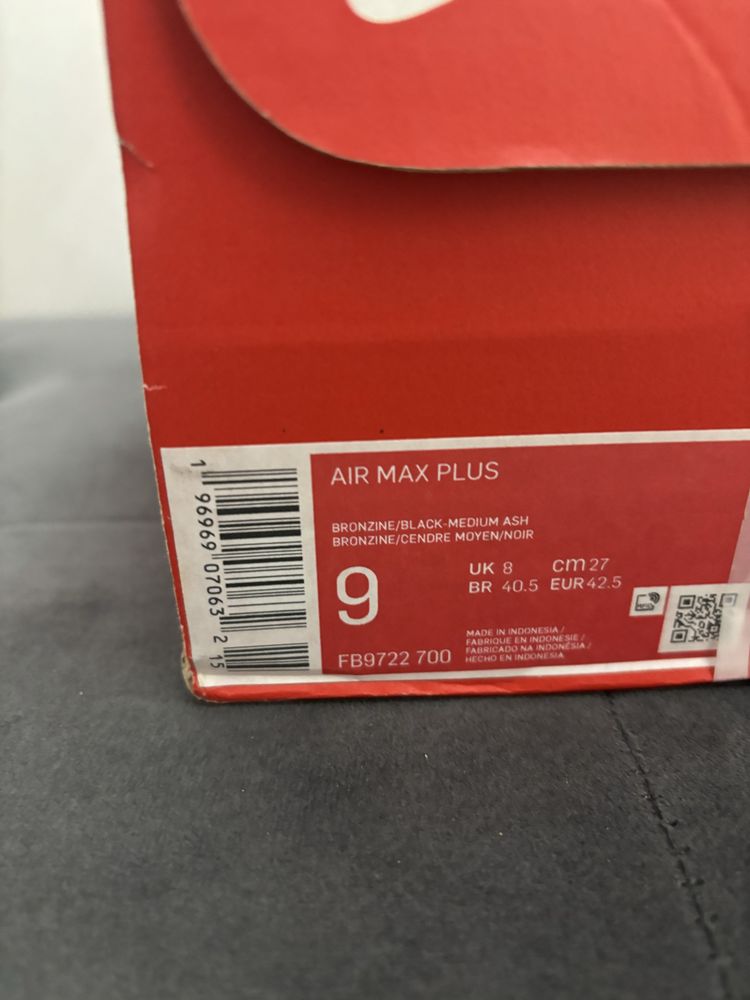 AIR MAX PLUS
BRONZINE/BLACK-MEDIUM ASH
BRONZINE/CENDRE MOYEN/NOIR
9
UK 8 cm 27
BR 40.5 EUR 42.5
FB9722 700
MADE IN INDONESIA /
FABRIQUE EN INDONESIE /
FABRICADO NA INDONÉSIA /
HECHO EN INDONESIA
1 96969 07063 2 15